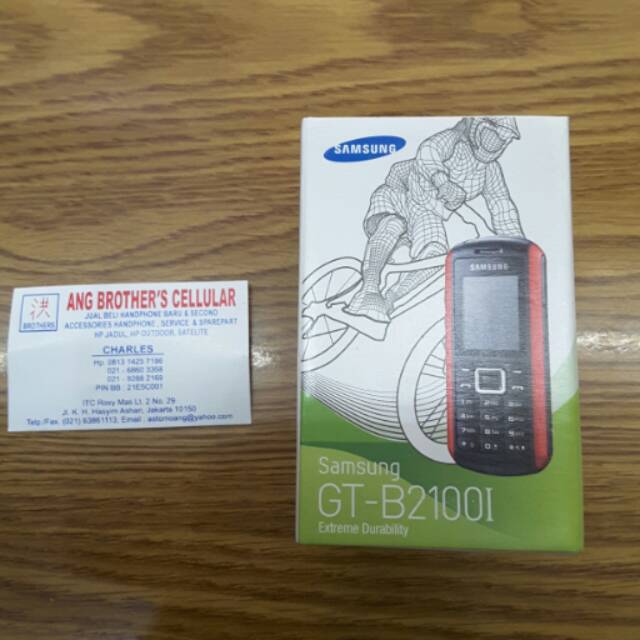 洪
BROTHERS
ANG BROTHER'S CELLULAR
JUAL BELI HANDPHONE BARU & SECOND
ACCESSORIES HANDPHONE, SERVICE & SPAREPART
HP JADUL, HP OUTDOOR, SATELITE
CHARLES
Hp. 0813 1425 7186
021 - 6860 3358
021 - 9288 2169
PIN BB. 21E5C001
ITC Roxy Mas Lt. 2 No. 29
Jl. K. H. Hasyim Ashari, Jakarta 10150
Telp./Fax. (021) 63861113, Email : astomoang@yahoo.com
SAMSUNG
SAMSUNG
Samsung
GT-B2100I
Extreme Durability